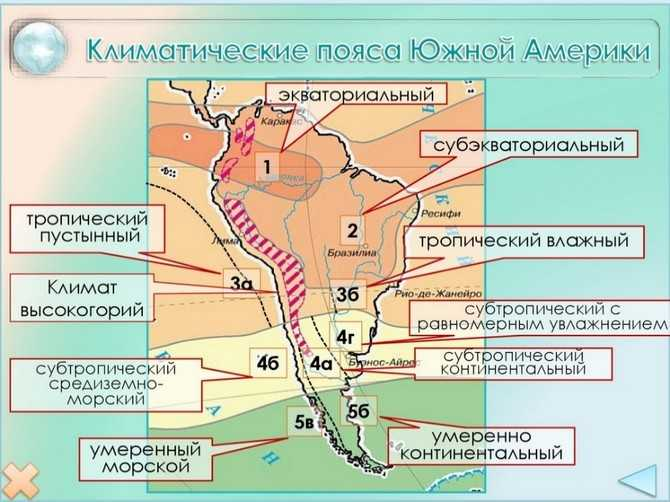 Климатические пояса Южной Америки
экваториальный
Каракас
субэкваториальный
1
тропический
пустынный
2
Ресифи
Лима
Бразилиа
тропический влажный
3а
Климат
высокогорий
3б
Рио-де-Жанейро
субтропический с
равномерным увлажнением
4г
4б
4а
Буэнос-Айрес
субтропический
континентальный
субтропический
средиземно-
морский
5в
5б
умеренный
морской
умеренно
континентальный